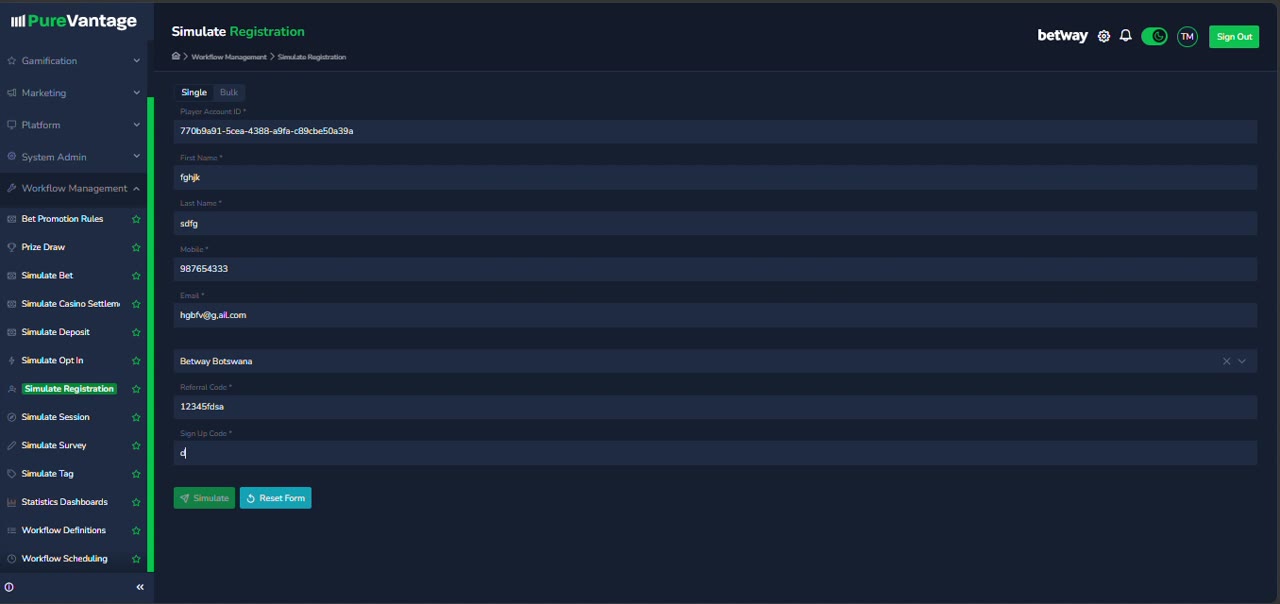 PureVantage
Gamification
Marketing
Platform
System Admin
Workflow Management
Bet Promotion Rules
Prize Draw
Simulate Bet
Simulate Casino Settlem
Simulate Deposit
Simulate Opt In
Simulate Registration
Simulate Session
Simulate Survey
Simulate Tag
Statistics Dashboards
Workflow Definitions
Workflow Scheduling
«
Simulate Registration
Workflow Management > Simulate Registration
betway TM Sign Out
Single Bulk
Player Account ID *
770b9a91-5cea-4388-a9fa-c89cbe50a39a
First Name *
fghjk
Last Name *
sdfg
Mobile *
987654333
Email *
hgbfv@g,ail.com
Betway Botswana
Referral Code *
12345fdsa
Sign Up Code *
d
Simulate Reset Form